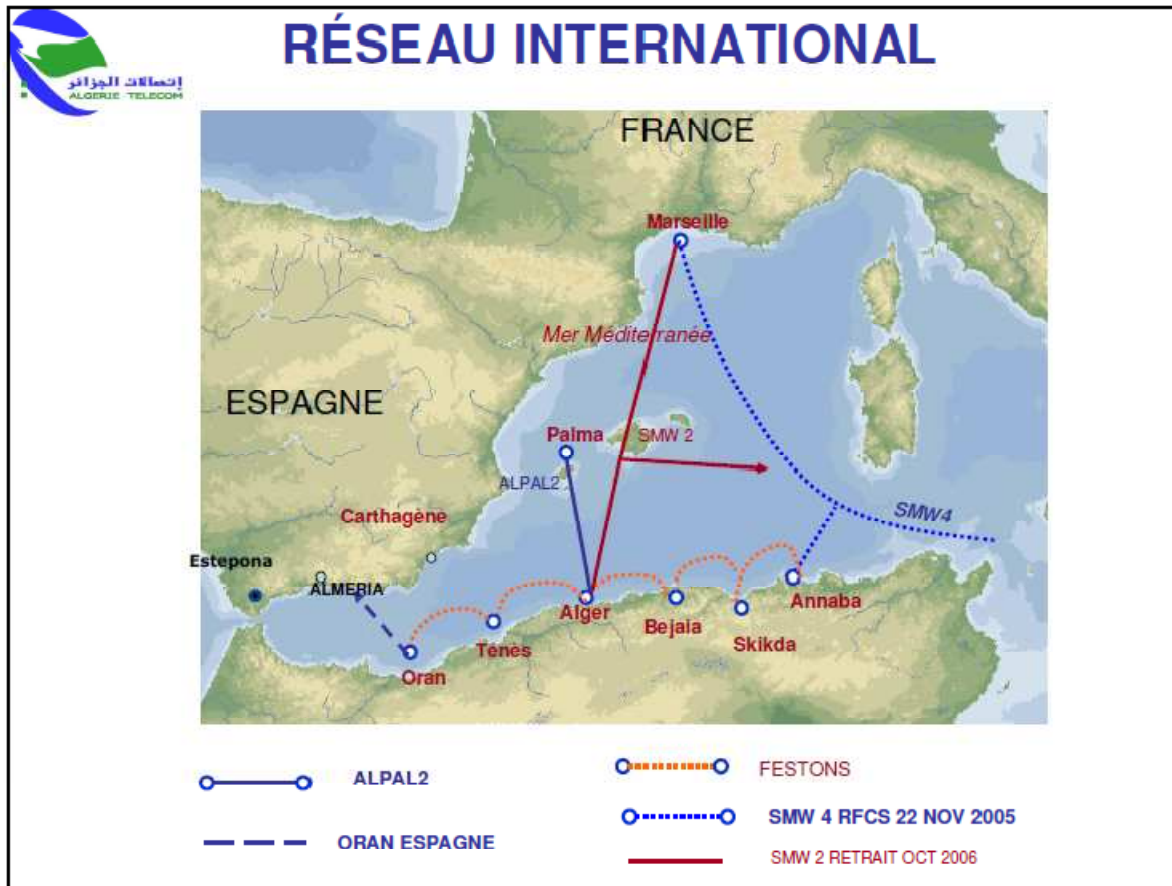 RÉSEAU INTERNATIONAL
إتصالات الجزائر
ALGERIE TELECOM
FRANCE
Marseille
Mer Méditerranée
ESPAGNE
Palma
SMW 2
ALPAL2
Carthagène
SMW4
Estepona
ALMERIA
Alger
Annaba
Bejaia
Ténès
Skikda
Oran
ALPAL2
FESTONS
SMW 4 RFCS 22 NOV 2005
ORAN ESPAGNE
SMW 2 RETRAIT OCT 2006